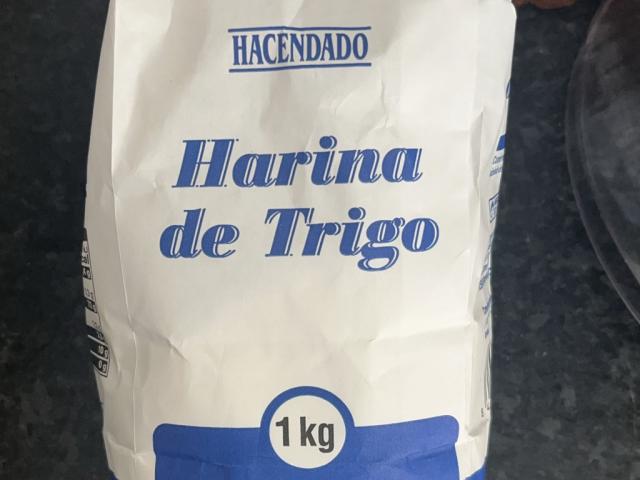 HACENDADO
Harina
de Trigo
1 kg